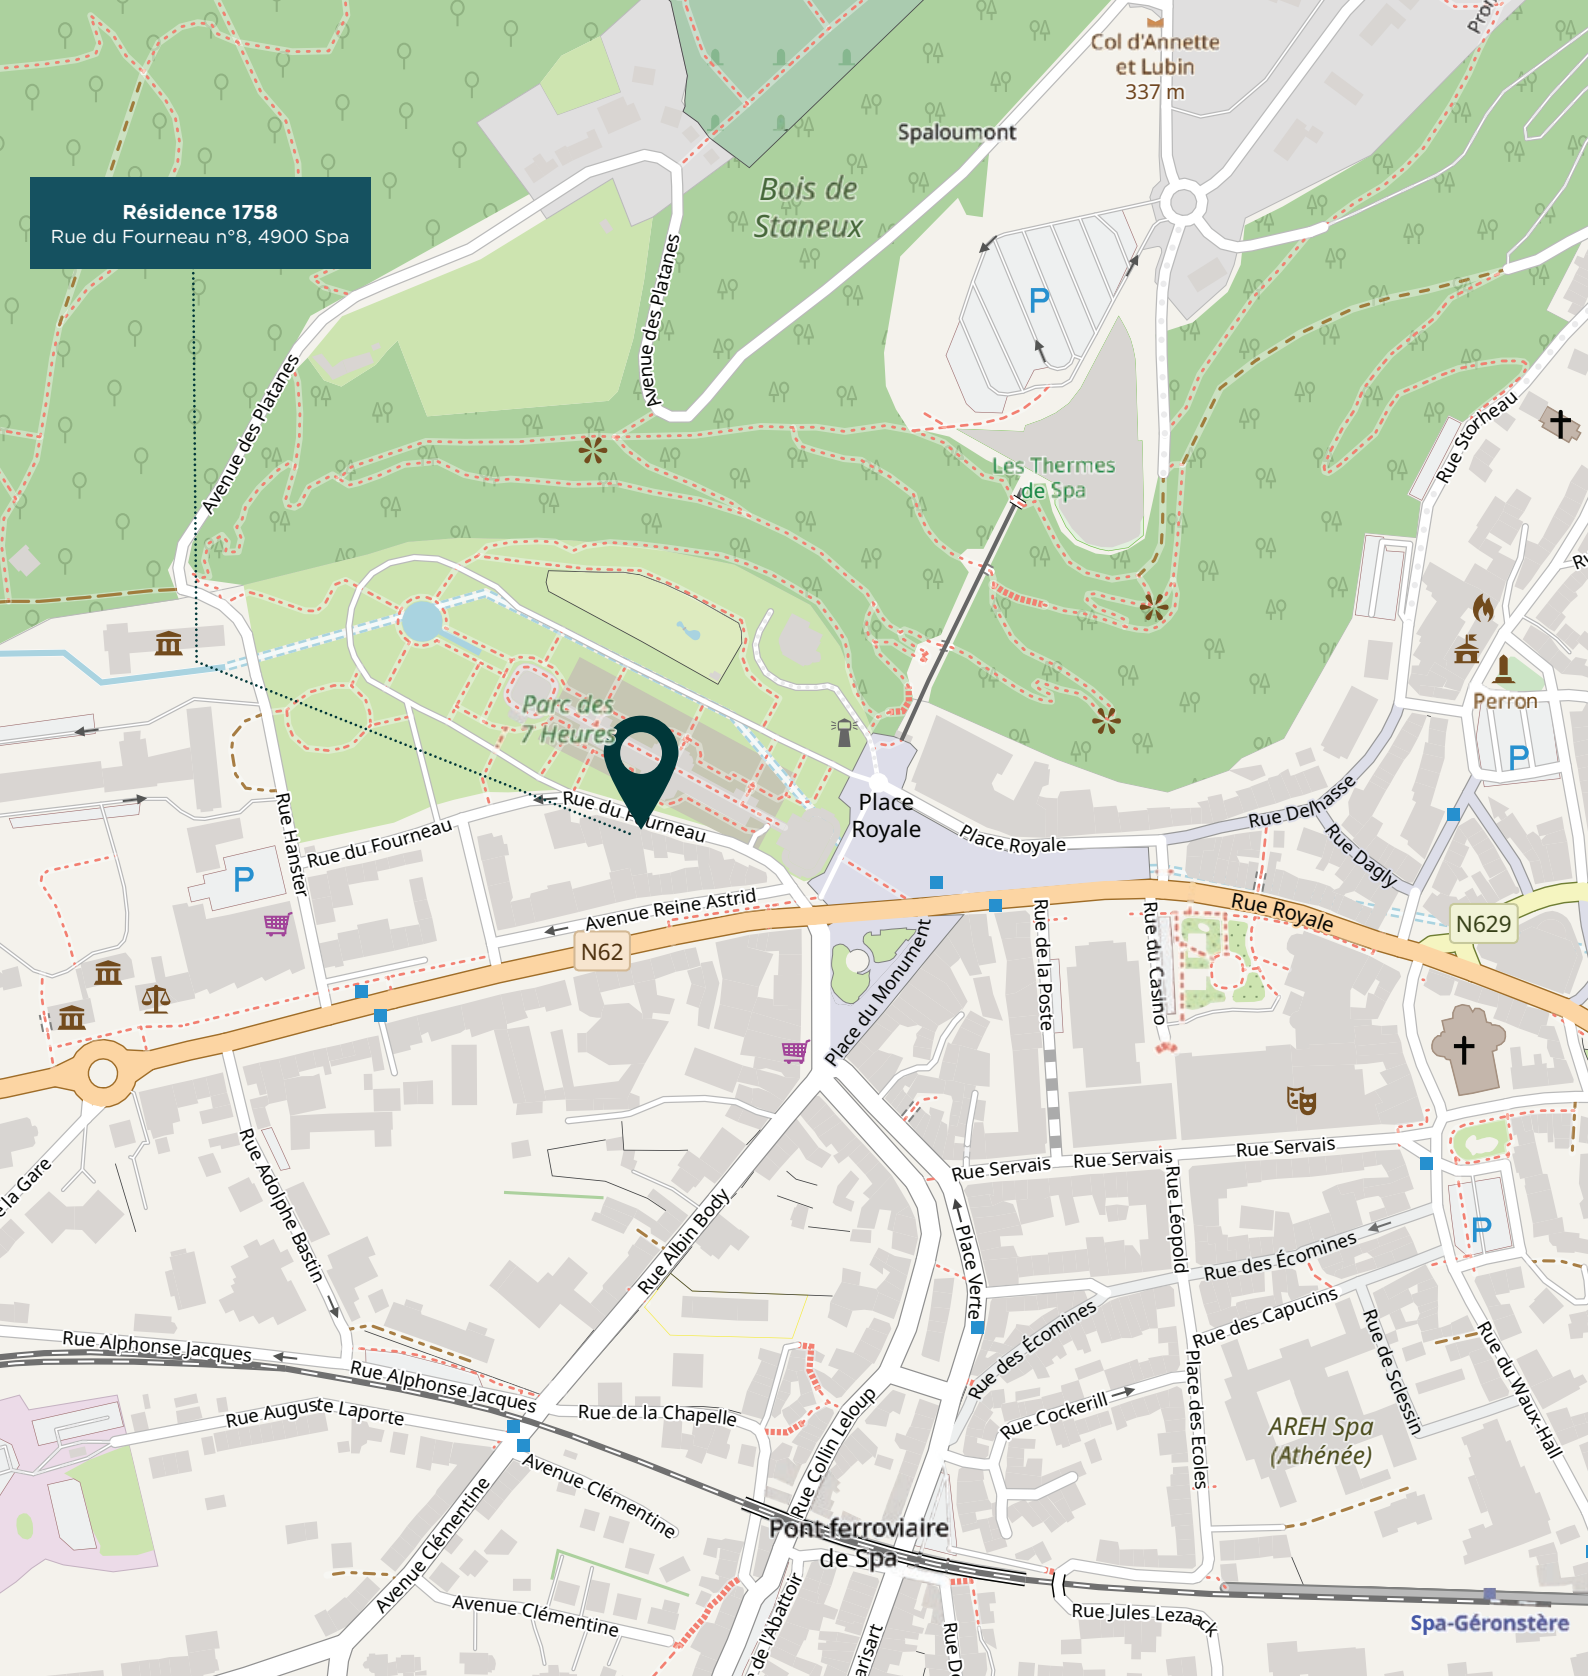 Col d'Annette
et Lubin
337 m
Spaloumont
Bois de
Staneux
Résidence 1758
Rue du Fourneau n°8, 4900 Spa
Avenue des Platanes
Avenue des Platanes
P
Les Thermes
de Spa
Rue Storheau
Parc des
7 Heures
Perron
P
Rue du Fourneau
Rue du Fourneau
Rue Hanster
P
Place
Royale
Place Royale
Rue Delhasse
Rue Dagly
Avenue Reine Astrid
N62
Rue Royale
N629
Rue de la Poste
Rue du Casino
Place du Monument
Rue Servais
Rue Servais
Rue Servais
Rue Léopold
P
Rue des Écomines
Rue des Écomines
Rue des Capucins
Place Verte
Rue Adolphe Bastin
e la Gare
Rue Albin Body
Rue Alphonse Jacques
Rue Alphonse Jacques
Rue Auguste Laporte
Rue de la Chapelle
Rue Collin Leloup
Rue Cockerill
Place des Ecoles
Rue de Sclessin
Rue du Waux-Hall
AREH Spa
(Athénée)
Avenue Clémentine
Avenue Clémentine
Avenue Clémentine
Pont ferroviaire
de Spa
Rue Jules Lezaack
Spa-Géronstère
e de l'Abattoir
arisart